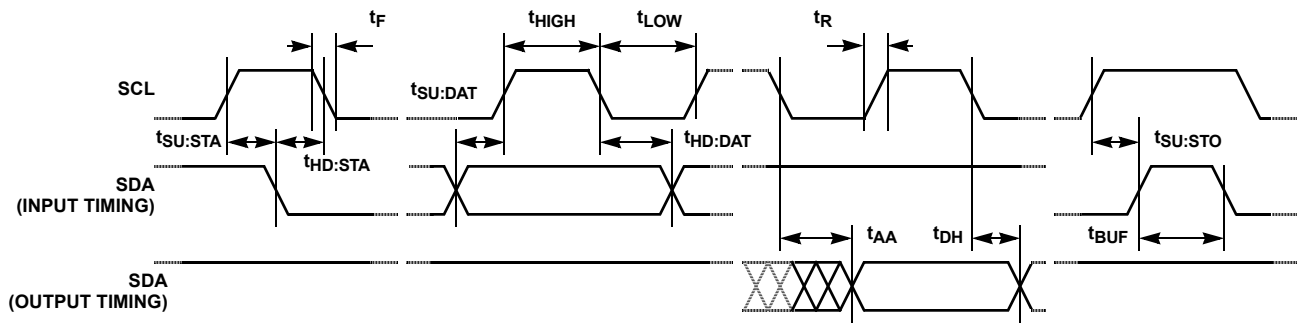 tF
tHIGH
tLOW
tR
SCL
tSU:DAT
tSU:STA
tHD:STA
tHD:DAT
tSU:STO
SDA
(INPUT TIMING)
tAA
tDH
tBUF
SDA
(OUTPUT TIMING)